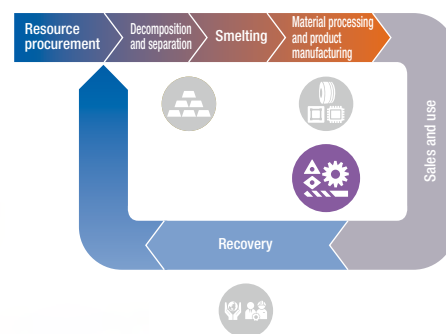 Resource
procurement
Decomposition
and separation
Smelting
Material processing
and product
manufacturing
Sales and use
Recovery